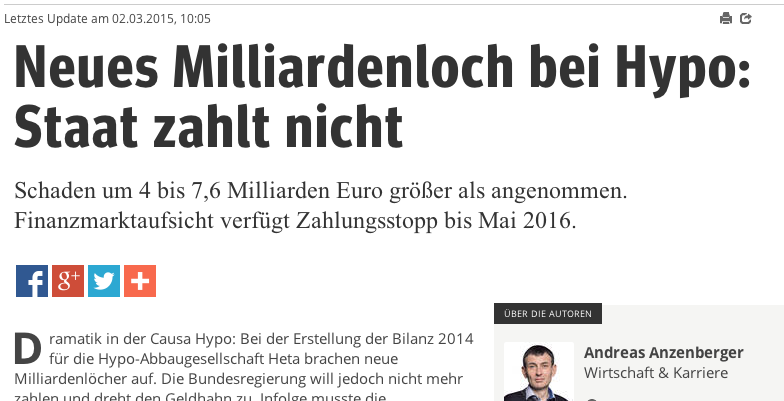 Letztes Update am 02.03.2015, 10:05
Neues Milliardenloch bei Hypo:
Staat zahlt nicht
Schaden um 4 bis 7,6 Milliarden Euro größer als angenommen.
Finanzmarktaufsicht verfügt Zahlungsstopp bis Mai 2016.
f g+ +
Dramatik in der Causa Hypo: Bei der Erstellung der Bilanz 2014
für die Hypo-Abbaugesellschaft Heta brachen neue
Milliardenlöcher auf. Die Bundesregierung will jedoch nicht mehr
zahlen und dreht den Geldhahn zu. Infolge musste die
ÜBER DIE AUTOREN
Andreas Anzenberger
Wirtschaft & Karriere